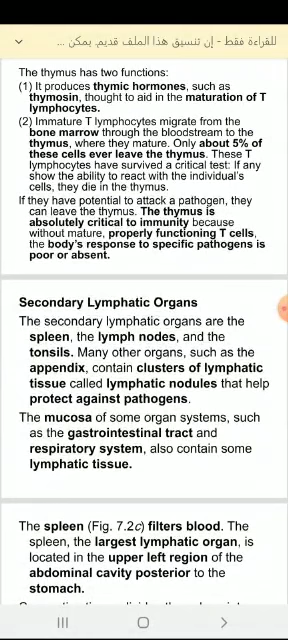 للقراءة فقط - إن تنسيق هذا الملف قديم. يمكن ...
The thymus has two functions:
(1) It produces thymic hormones, such as
thymosin, thought to aid in the maturation of T
lymphocytes.
(2) Immature T lymphocytes migrate from the
bone marrow through the bloodstream to the
thymus, where they mature. Only about 5% of
these cells ever leave the thymus. These T
lymphocytes have survived a critical test: If any
show the ability to react with the individual's
cells, they die in the thymus.
If they have potential to attack a pathogen, they
can leave the thymus. The thymus is
absolutely critical to immunity because
without mature, properly functioning T cells,
the body's response to specific pathogens is
poor or absent.
Secondary Lymphatic Organs
The secondary lymphatic organs are the
spleen, the lymph nodes, and the
tonsils. Many other organs, such as the
appendix, contain clusters of lymphatic
tissue called lymphatic nodules that help
protect against pathogens.
The mucosa of some organ systems, such
as the gastrointestinal tract and
respiratory system, also contain some
lymphatic tissue.
The spleen (Fig. 7.2c) filters blood. The
spleen, the largest lymphatic organ, is
located in the upper left region of the
abdominal cavity posterior to the
stomach.